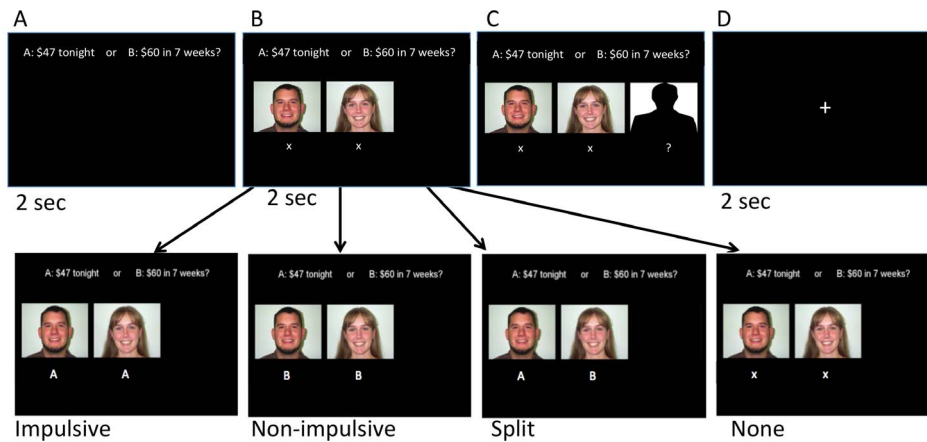 A
B
C
D
A: $47 tonight or B: $60 in 7 weeks?
A: $47 tonight or B: $60 in 7 weeks?
A: $47 tonight or B: $60 in 7 weeks?
+
x x
x x ?
2 sec
2 sec
2 sec
A: $47 tonight or B: $60 in 7 weeks?
A: $47 tonight or B: $60 in 7 weeks?
A: $47 tonight or B: $60 in 7 weeks?
A: $47 tonight or B: $60 in 7 weeks?
A A
B B
A B
x x
Impulsive
Non-impulsive
Split
None